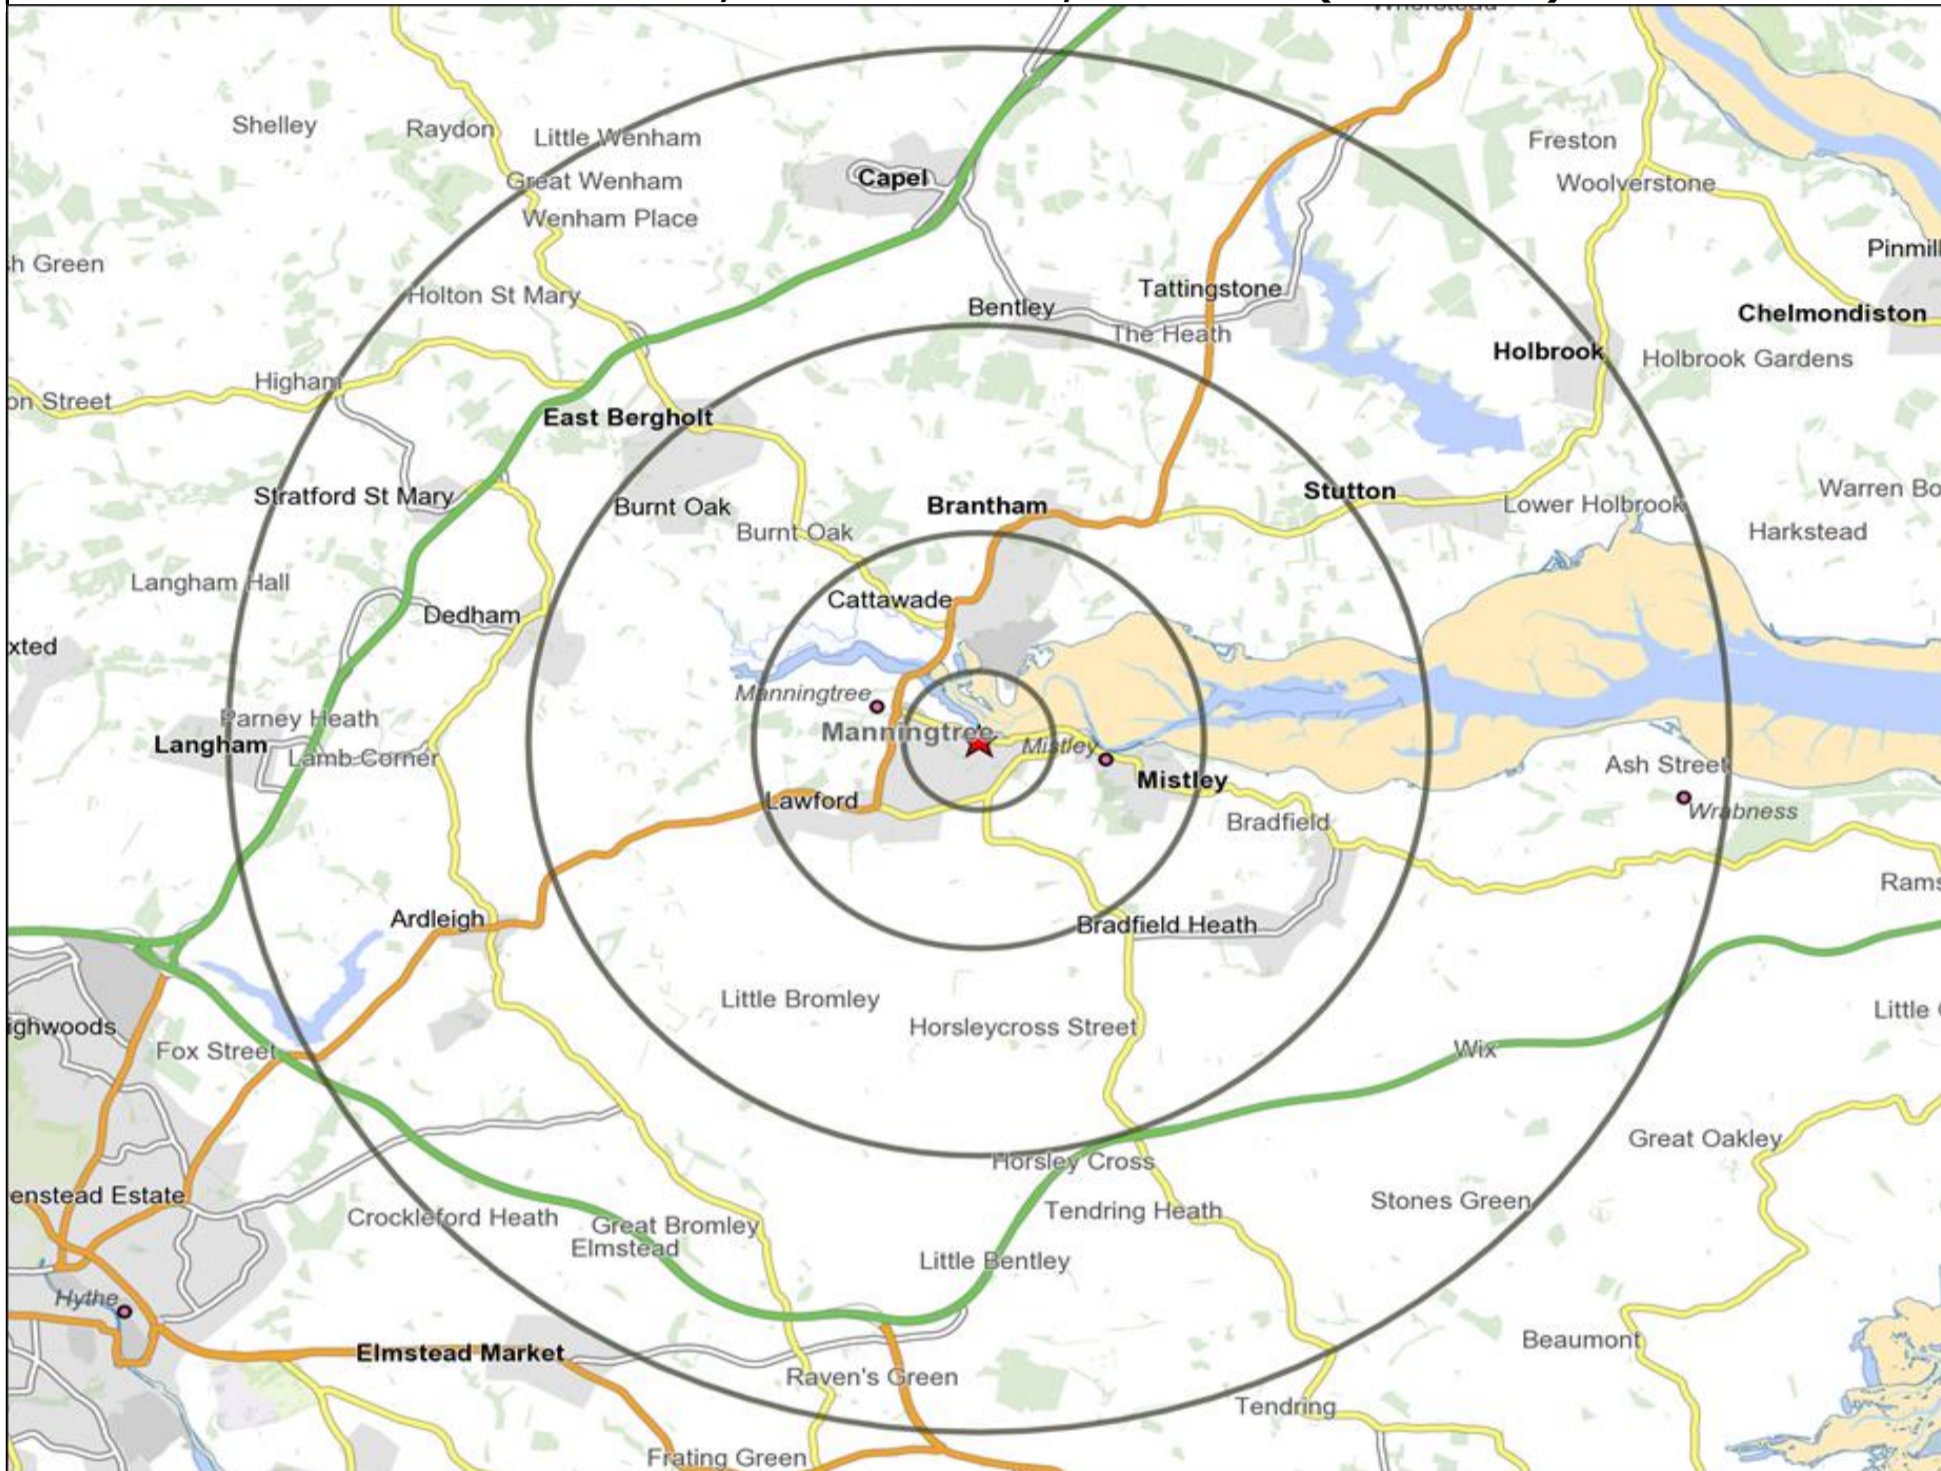 Shelley
Raydon
Little Wenham
Great Wenham
Wenham Place
Capel
Freston
Woolverstone
Pinmill
h Green
Holton St Mary
Bentley
Tattingstone
The Heath
Chelmondiston
Holbrook
Holbrook Gardens
Higham
on Street
East Bergholt
Stratford St Mary
Burnt Oak
Burnt Oak
Brantham
Stutton
Lower Holbrook
Warren Bo
Harkstead
Langham Hall
Dedham
Cattawade
xted
Manningtree
Parney Heath
Langham
Lamb Corner
Manningtree
Mistley
Mistley
Ash Street
Wrabness
Lawford
Bradfield
Rams
Ardleigh
Bradfield Heath
Little Bromley
Horsleycross Street
Little
ighwoods
Fox Street
Wix
Great Oakley
Horsley Cross
enstead Estate
Crockleford Heath
Great Bromley
Elmstead
Tendring Heath
Stones Green
Little Bentley
Hythe
Elmstead Market
Beaumont
Raven's Green
Tendring
Frating Green